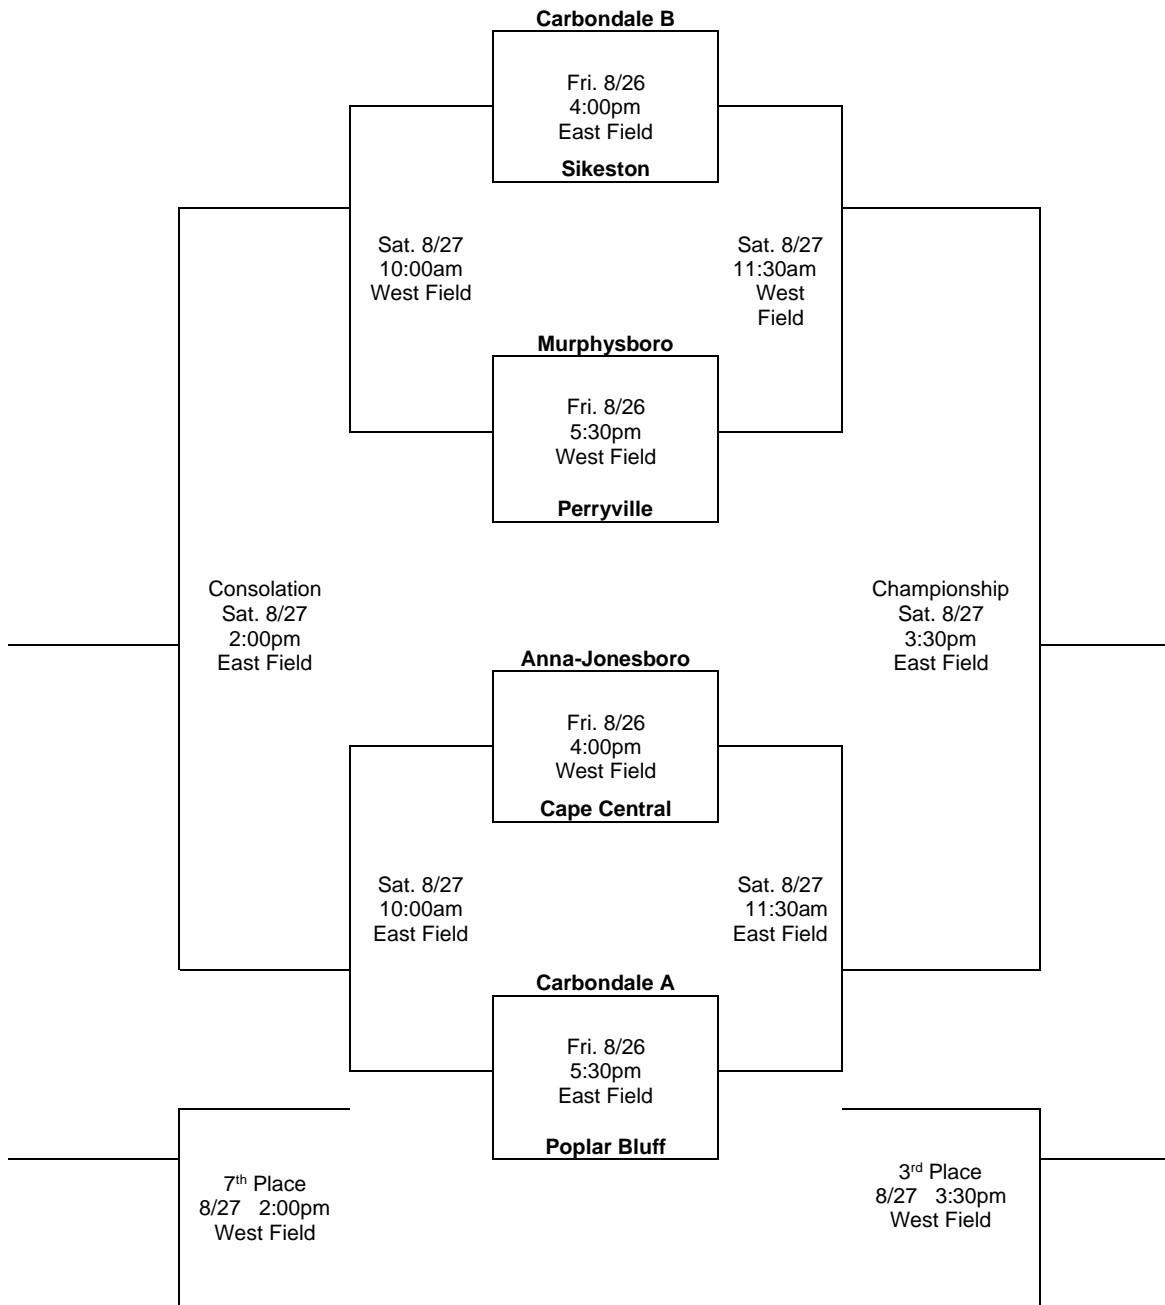 Carbondale B
Fri. 8/26
4:00pm
East Field
Sikeston
Sat. 8/27
10:00am
West Field
Sat. 8/27
11:30am
West
Field
Murphysboro
Fri. 8/26
5:30pm
West Field
Perryville
Consolation
Sat. 8/27
2:00pm
East Field
Championship
Sat. 8/27
3:30pm
East Field
Anna-Jonesboro
Fri. 8/26
4:00pm
West Field
Cape Central
Sat. 8/27
10:00am
East Field
Sat. 8/27
11:30am
East Field
Carbondale A
Fri. 8/26
5:30pm
East Field
Poplar Bluff
7th Place
8/27 2:00pm
West Field
3rd Place
8/27 3:30pm
West Field